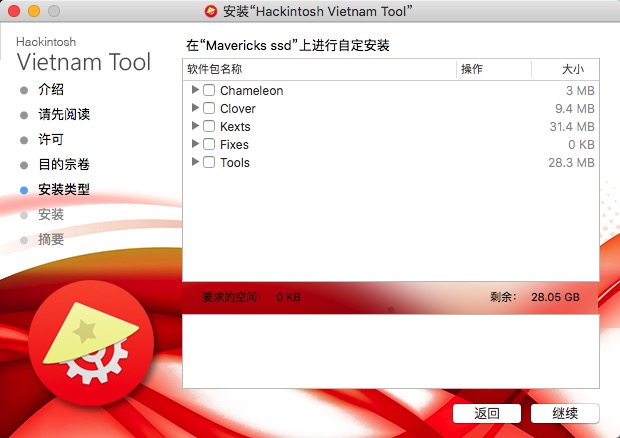 安装“Hackintosh Vietnam Tool”
Hackintosh
Vietnam Tool
介绍
请先阅读
许可
目的宗卷
安装类型
安装
摘要
在“Mavericks ssd”上进行自定安装
软件包名称 操作 大小
Chameleon 3 MB
Clover 9.4 MB
Kexts 31.4 MB
Fixes 0 KB
Tools 28.3 MB
要求的空间： 0 KB 剩余： 28.05 GB
返回 继续